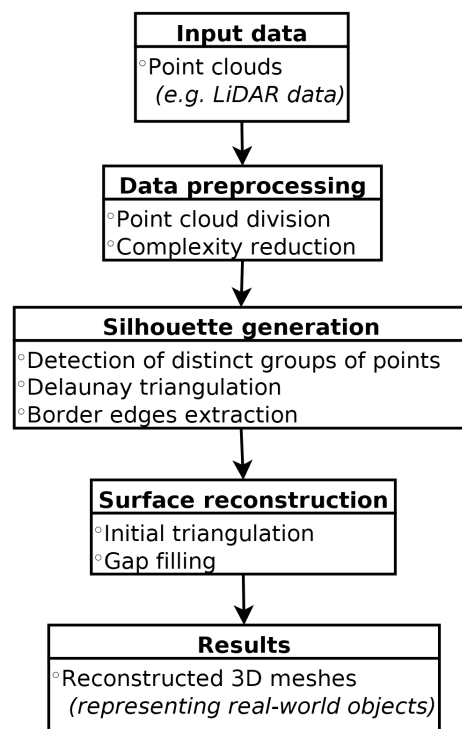 Input data
◦Point clouds
(e.g. LiDAR data)
Data preprocessing
◦Point cloud division
◦Complexity reduction
Silhouette generation
◦Detection of distinct groups of points
◦Delaunay triangulation
◦Border edges extraction
Surface reconstruction
◦Initial triangulation
◦Gap filling
Results
◦Reconstructed 3D meshes
(representing real-world objects)